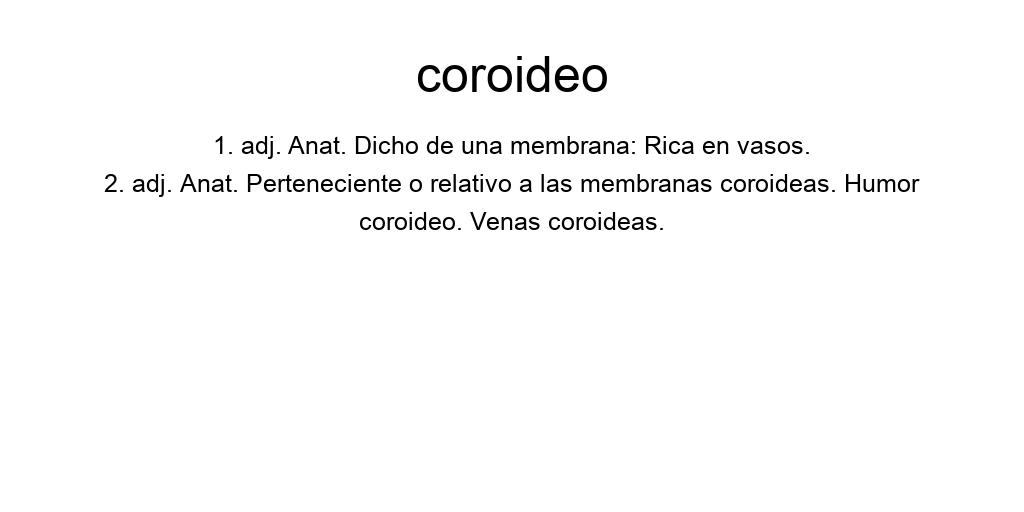 coroideo
1. adj. Anat. Dicho de una membrana: Rica en vasos.
2. adj. Anat. Perteneciente o relativo a las membranas coroideas. Humor
coroideo. Venas coroideas.